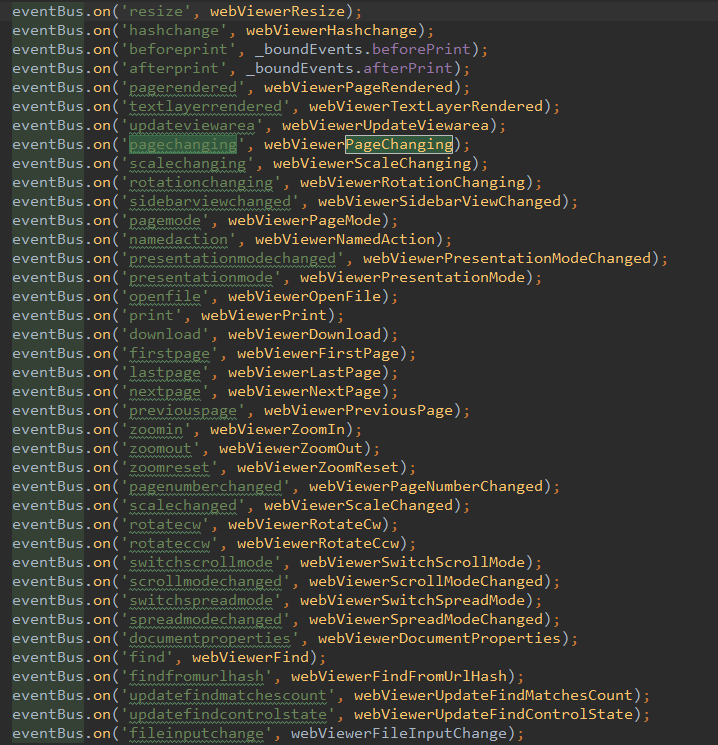 eventBus.on('resize', webViewerResize);
eventBus.on('hashchange', webViewerHashchange);
eventBus.on('beforeprint', _boundEvents.beforePrint);
eventBus.on('afterprint', _boundEvents.afterPrint);
eventBus.on('pagerendered', webViewerPageRendered);
eventBus.on('textlayerrendered', webViewerTextLayerRendered);
eventBus.on('updateviewarea', webViewerUpdateViewarea);
eventBus.on('pagechanging', webViewerPageChanging);
eventBus.on('scalechanging', webViewerScaleChanging);
eventBus.on('rotationchanging', webViewerRotationChanging);
eventBus.on('sidebarviewchanged', webViewerSidebarViewChanged);
eventBus.on('pagemode', webViewerPageMode);
eventBus.on('namedaction', webViewerNamedAction);
eventBus.on('presentationmodechanged', webViewerPresentationModeChanged);
eventBus.on('presentationmode', webViewerPresentationMode);
eventBus.on('openfile', webViewerOpenFile);
eventBus.on('print', webViewerPrint);
eventBus.on('download', webViewerDownload);
eventBus.on('firstpage', webViewerFirstPage);
eventBus.on('lastpage', webViewerLastPage);
eventBus.on('nextpage', webViewerNextPage);
eventBus.on('previouspage', webViewerPreviousPage);
eventBus.on('zoomin', webViewerZoomIn);
eventBus.on('zoomout', webViewerZoomOut);
eventBus.on('zoomreset', webViewerZoomReset);
eventBus.on('pagenumberchanged', webViewerPageNumberChanged);
eventBus.on('scalechanged', webViewerScaleChanged);
eventBus.on('rotatecw', webViewerRotateCw);
eventBus.on('rotateccw', webViewerRotateCcw);
eventBus.on('switchscrollmode', webViewerSwitchScrollMode);
eventBus.on('scrollmodechanged', webViewerScrollModeChanged);
eventBus.on('switchspreadmode', webViewerSwitchSpreadMode);
eventBus.on('spreadmodechanged', webViewerSpreadModeChanged);
eventBus.on('documentproperties', webViewerDocumentProperties);
eventBus.on('find', webViewerFind);
eventBus.on('findfromurlhash', webViewerFindFromUrlHash);
eventBus.on('updatefindmatchescount', webViewerUpdateFindMatchesCount);
eventBus.on('updatefindcontrolstate', webViewerUpdateFindControlState);
eventBus.on('fileinputchange', webViewerFileInputChange);